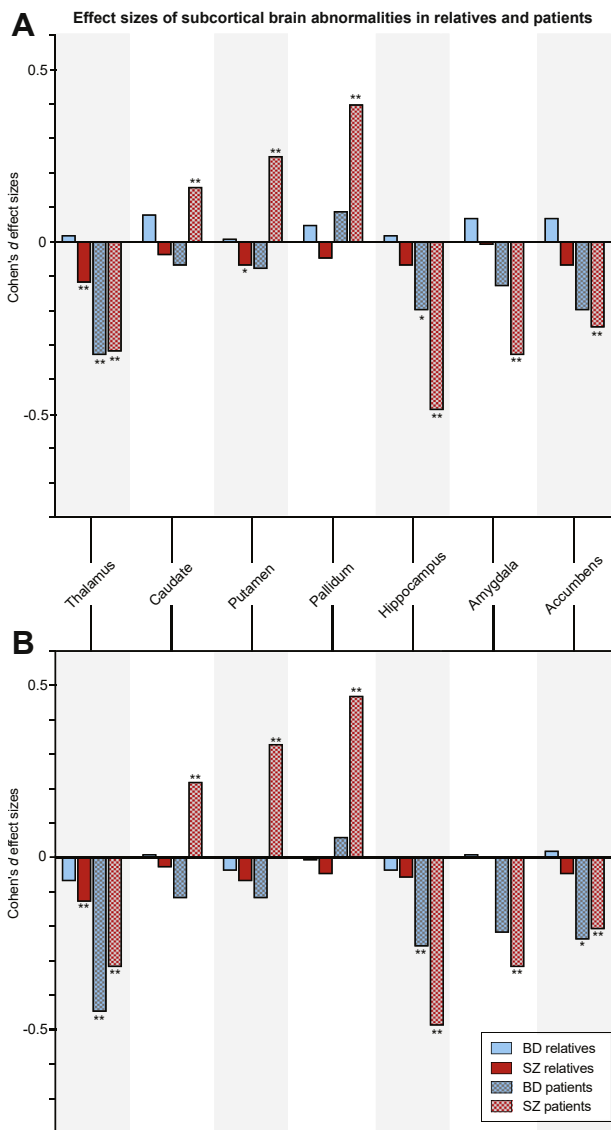 Effect sizes of subcortical brain abnormalities in relatives and patients
A
0.5
**
**
**
0
Cohen's d effect sizes
**
*
**
**
*
**
**
**
-0.5
Thalamus
Caudate
Putamen
Pallidum
Hippocampus
Amygdala
Accumbens
B
0.5
**
**
**
0
Cohen's d effect sizes
**
**
**
**
**
**
*
**
-0.5
BD relatives
SZ relatives
BD patients
SZ patients